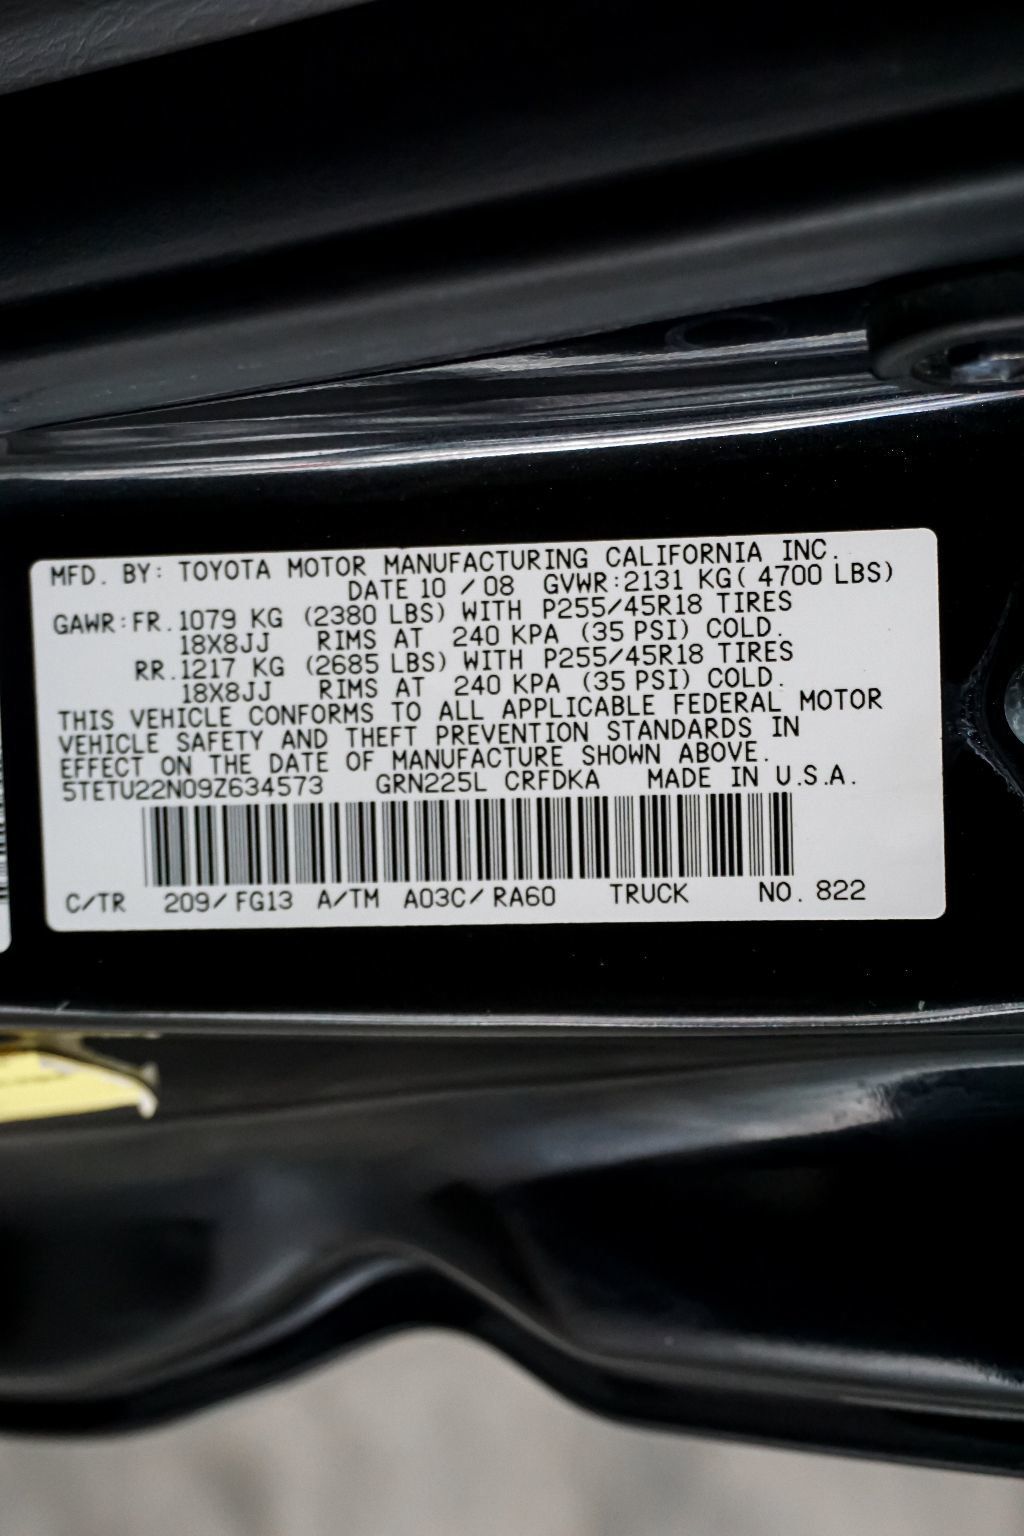 MFD. BY: TOYOTA MOTOR MANUFACTURING CALIFORNIA INC.
DATE 10 / 08 GVWR:2131 KG( 4700 LBS)
GAWR:FR.1079 KG (2380 LBS) WITH P255/45R18 TIRES
18X8JJ RIMS AT 240 KPA (35 PSI) COLD.
RR.1217 KG (2685 LBS) WITH P255/45R18 TIRES
18X8JJ RIMS AT 240 KPA (35 PSI) COLD.
THIS VEHICLE CONFORMS TO ALL APPLICABLE FEDERAL MOTOR
VEHICLE SAFETY AND THEFT PREVENTION STANDARDS IN
EFFECT ON THE DATE OF MANUFACTURE SHOWN ABOVE.
5TETU22N09Z634573 GRN225L CRFDKA MADE IN U.S.A.
C/TR 209/FG13 A/TM A03C/RA60 TRUCK NO. 822